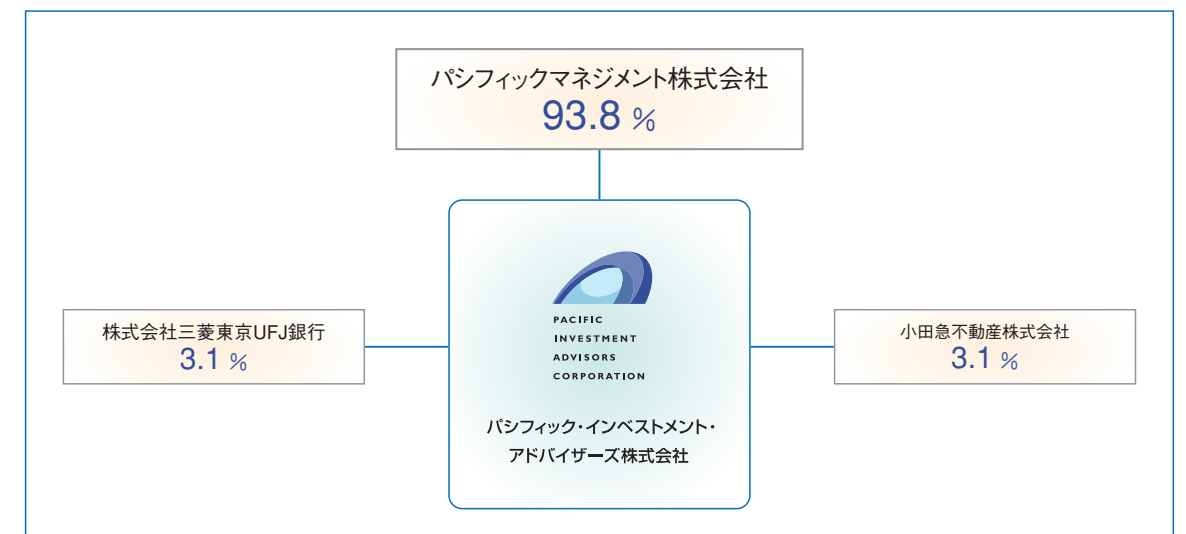 パシフィックマネジメント株式会社
93.8 %
株式会社三菱東京UFJ銀行
3.1 %
PACIFIC
INVESTMENT
ADVISORS
CORPORATION
パシフィック・インベストメント・
アドバイザーズ株式会社
小田急不動産株式会社
3.1 %